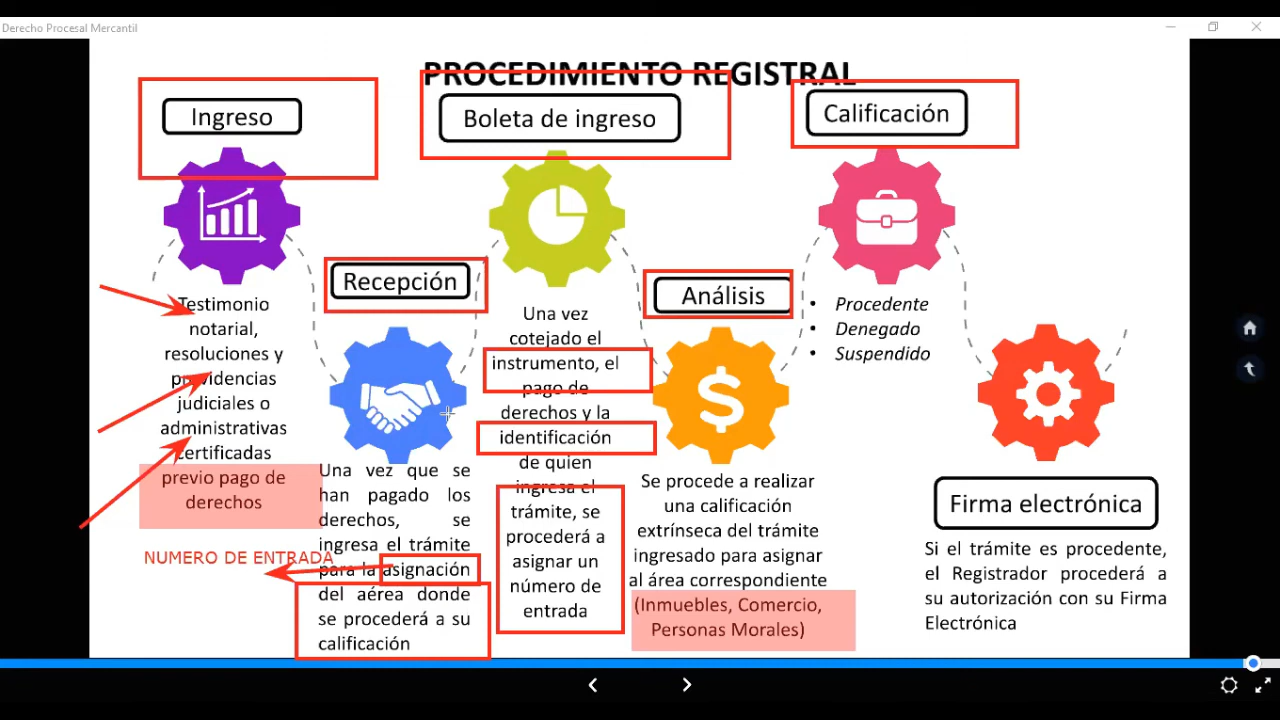 Derecho Procesal Mercantil
PROCEDIMIENTO REGISTRAL
Ingreso
Testimonio
notarial,
resoluciones y
providencias
judiciales o
administrativas
certificadas
previo pago de
derechos
NUMERO DE ENTRADA
Recepción
Una vez que se
han pagado los
derechos, se
ingresa el trámite
para la asignación
del aérea donde
se procederá a su
calificación
Boleta de ingreso
Una vez
cotejado el
instrumento, el
pago de
derechos y la
identificación
de quien
ingresa el
trámite, se
procederá a
asignar un
número de
entrada
Análisis
$
Se procede a realizar
una calificación
extrínseca del trámite
ingresado para asignar
al área correspondiente
(Inmuebles, Comercio,
Personas Morales)
Calificación
• Procedente
• Denegado
• Suspendido
Firma electrónica
Si el trámite es procedente,
el Registrador procederá a
su autorización con su Firma
Electrónica